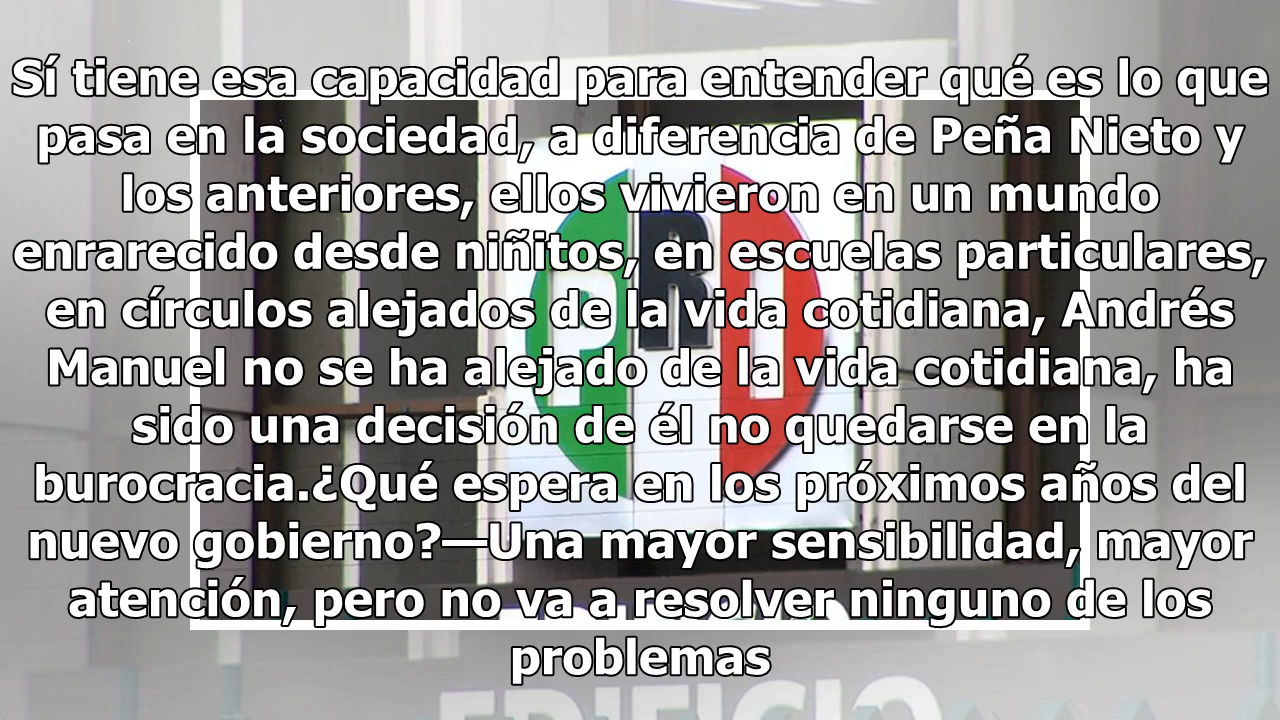 Sí tiene esa capacidad para entender qué es lo que
pasa en la sociedad, a diferencia de Peña Nieto y
los anteriores, ellos vivieron en un mundo
enrarecido desde niñitos, en escuelas particulares,
en círculos alejados de la vida cotidiana, Andrés
Manuel no se ha alejado de la vida cotidiana, ha
sido una decisión de él no quedarse en la
burocracia.¿Qué espera en los próximos años del
nuevo gobierno?—Una mayor sensibilidad, mayor
atención, pero no va a resolver ninguno de los
problemas
PRI
EDIFICIO